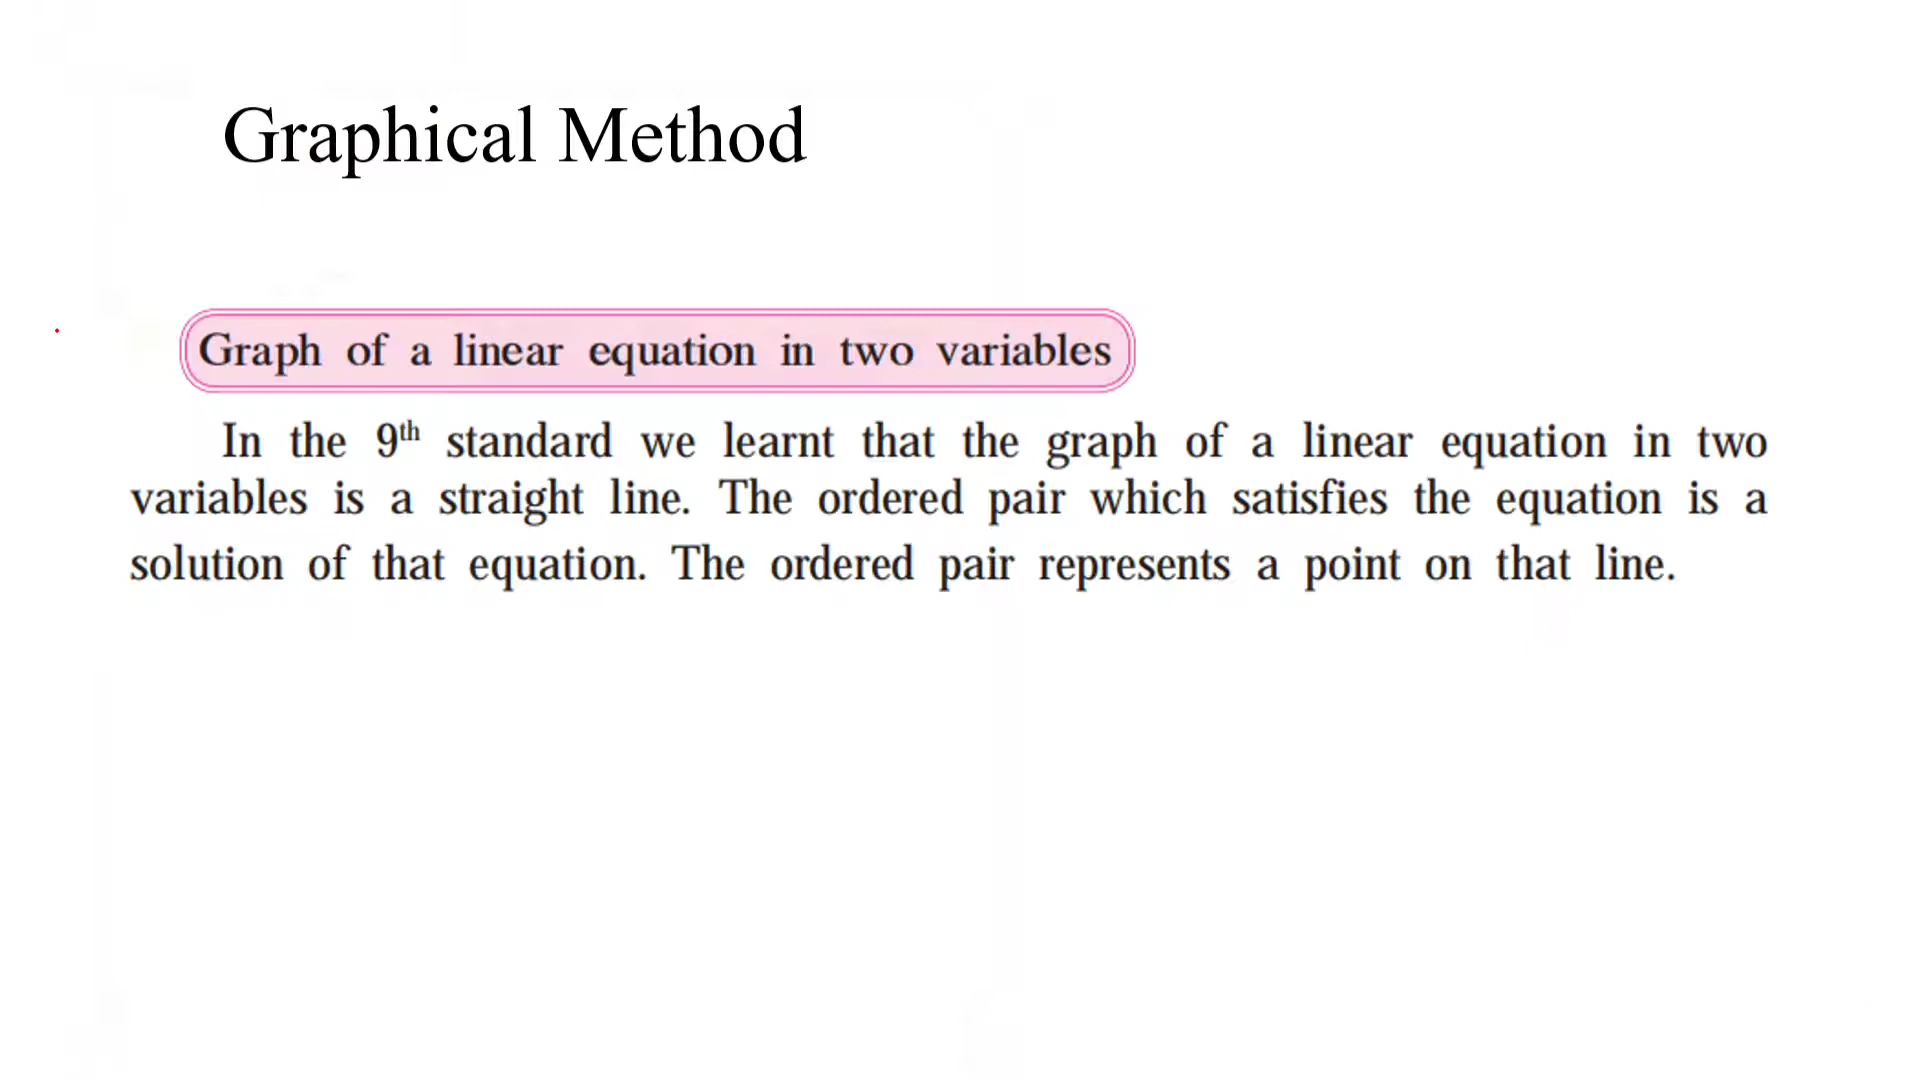 Graphical Method
Graph of a linear equation in two variables
In the 9th standard we learnt that the graph of a linear equation in two
variables is a straight line. The ordered pair which satisfies the equation is a
solution of that equation. The ordered pair represents a point on that line.